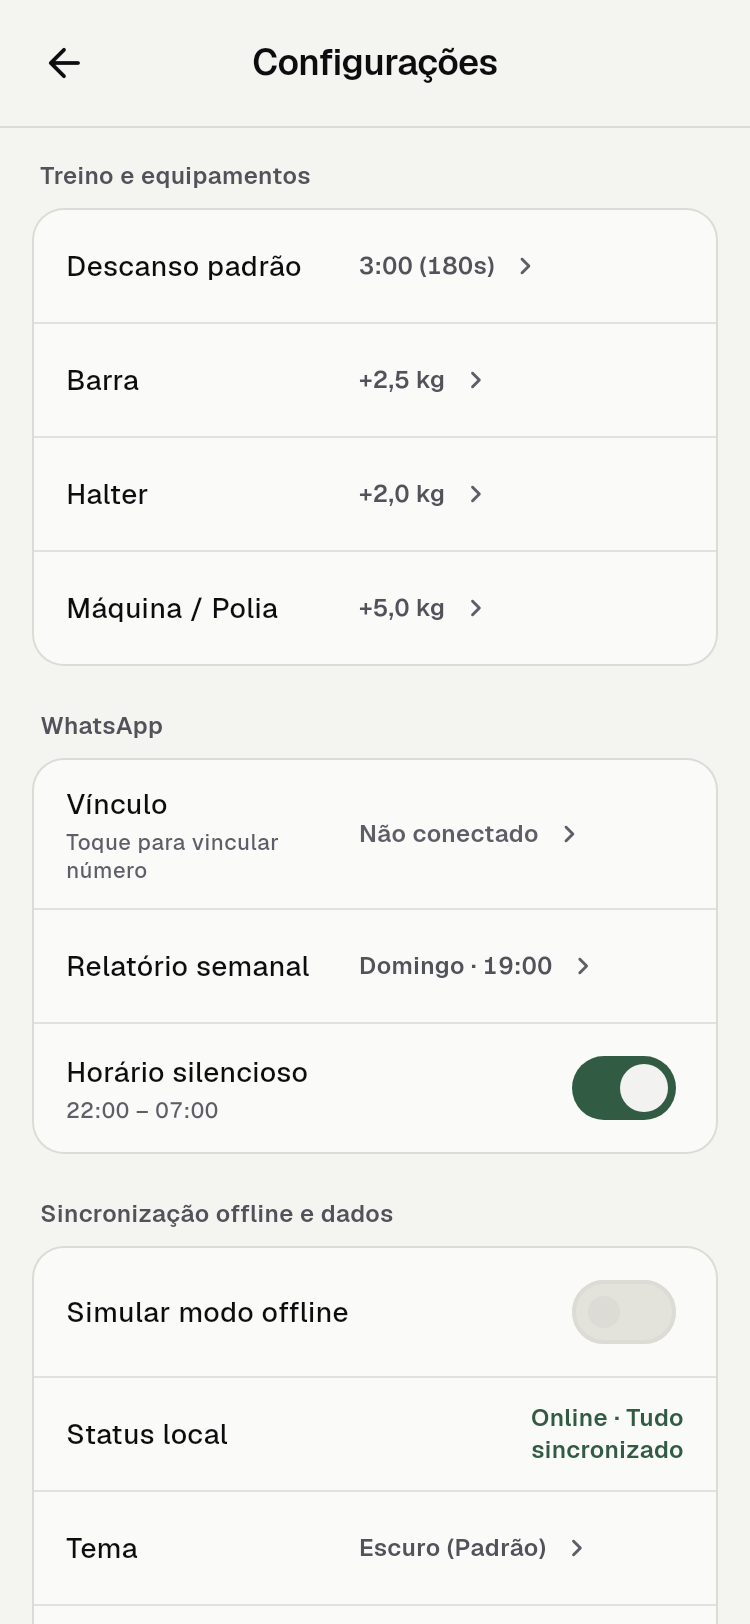 Configurações
Treino e equipamentos
Descanso padrão 3:00 (180s)
Barra +2,5 kg
Halter +2,0 kg
Máquina / Polia +5,0 kg
WhatsApp
Vínculo
Toque para vincular
número
Não conectado
Relatório semanal Domingo · 19:00
Horário silencioso
22:00 – 07:00
Sincronização offline e dados
Simular modo offline
Status local
Online · Tudo
sincronizado
Tema Escuro (Padrão)